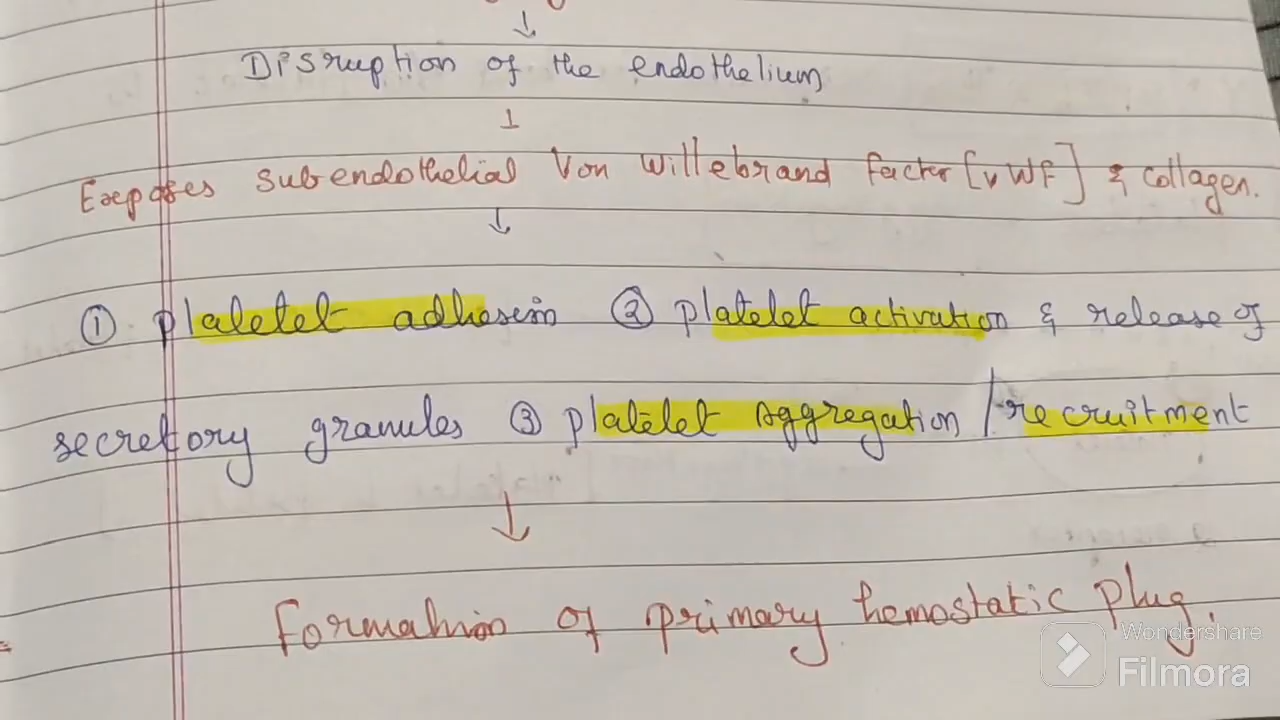 ↓
Disruption of the endothelium
↓
Exposes subendothelial Von Willebrand factor [vWF] & collagen.
↓
① platelet adhesion ② platelet activation & release of
secretory granules ③ platelet aggregation / recruitment
↓
Formation of primary hemostatic plug.
Wondershare
Filmora